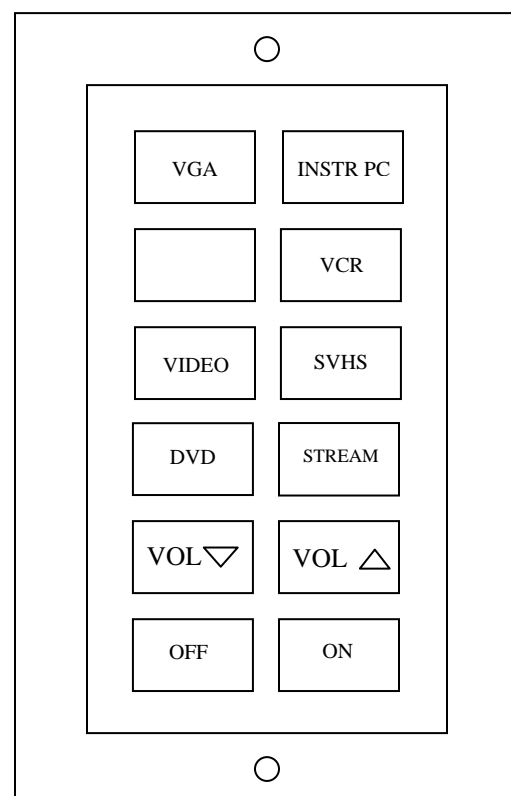 VGA INSTR PC
VCR
VIDEO SVHS
DVD STREAM
VOL VOL
OFF ON